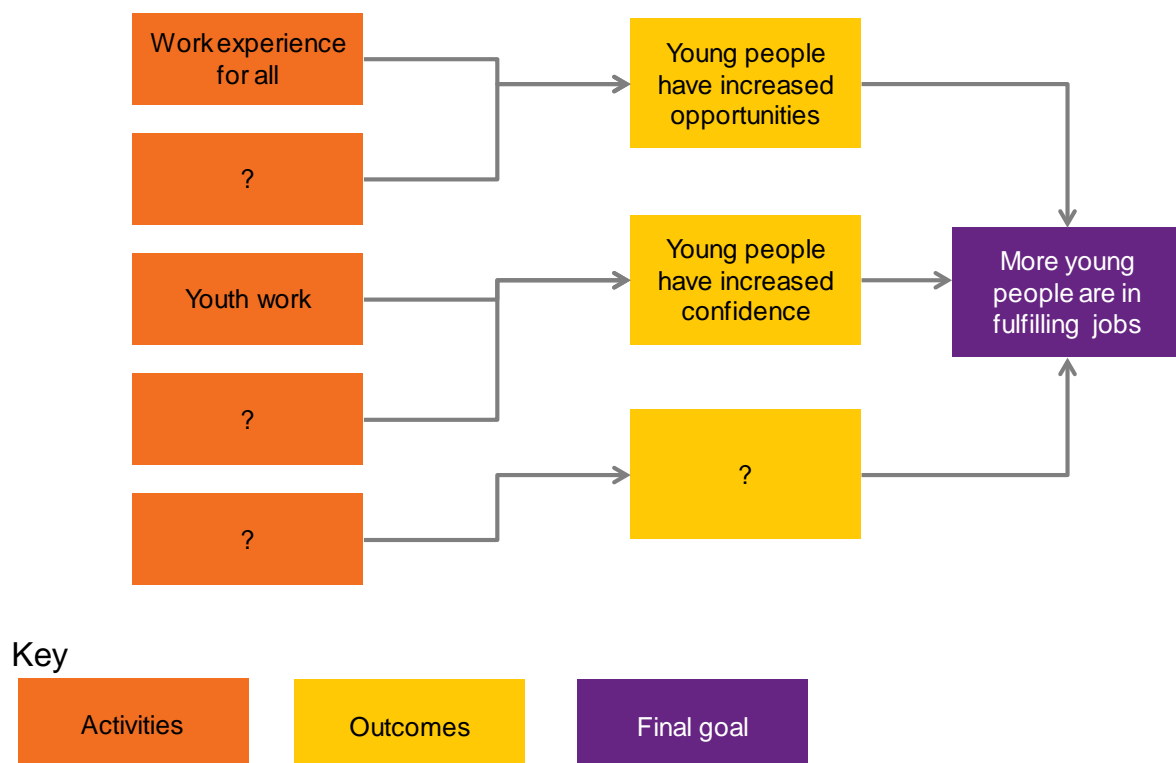 Work experience
for all
?
Youth work
?
?
Young people
have increased
opportunities
Young people
have increased
confidence
?
More young
people are in
fulfilling jobs
Key
Activities
Outcomes
Final goal